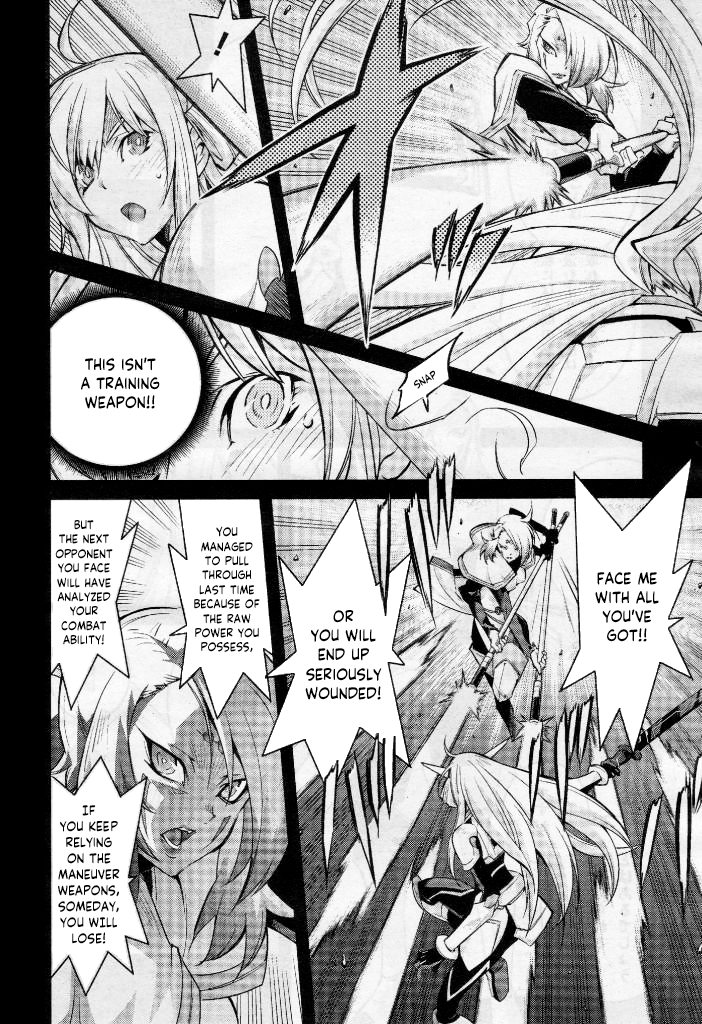 !
THIS ISN'T
A TRAINING
WEAPON!!
SNAP
FACE ME
WITH ALL
YOU'VE
GOT!!
OR
YOU WILL
END UP
SERIOUSLY
WOUNDED!
YOU
MANAGED
TO PULL
THROUGH
LAST TIME
BECAUSE OF
THE RAW
POWER YOU
POSSESS,
BUT
THE NEXT
OPPONENT
YOU FACE
WILL HAVE
ANALYZED
YOUR
COMBAT
ABILITY!
IF
YOU KEEP
RELYING
ON THE
MANEUVER
WEAPONS,
SOMEDAY,
YOU WILL
LOSE!